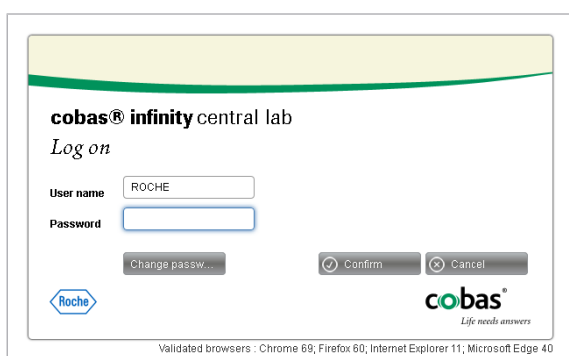 cobas® infinity central lab
Log on
User name ROCHE
Password
Change passw...
Confirm
Cancel
Roche
cobas®
Life needs answers
Validated browsers : Chrome 69; Firefox 60; Internet Explorer 11; Microsoft Edge 40